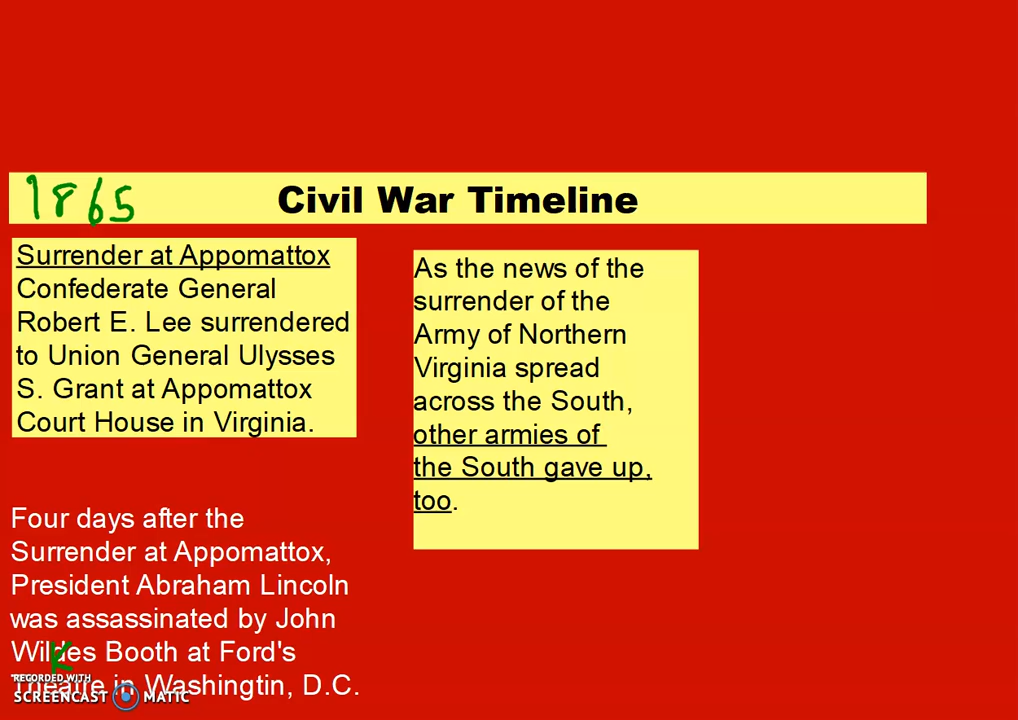 1865
Civil War Timeline
Surrender at Appomattox
Confederate General
Robert E. Lee surrendered
to Union General Ulysses
S. Grant at Appomattox
Court House in Virginia.
As the news of the
surrender of the
Army of Northern
Virginia spread
across the South,
other armies of
the South gave up,
too.
Four days after the
Surrender at Appomattox,
President Abraham Lincoln
was assassinated by John
Wildes Booth at Ford's
K
Theatre in Washingtin, D.C.
RECORDED WITH
SCREENCAST MATIC